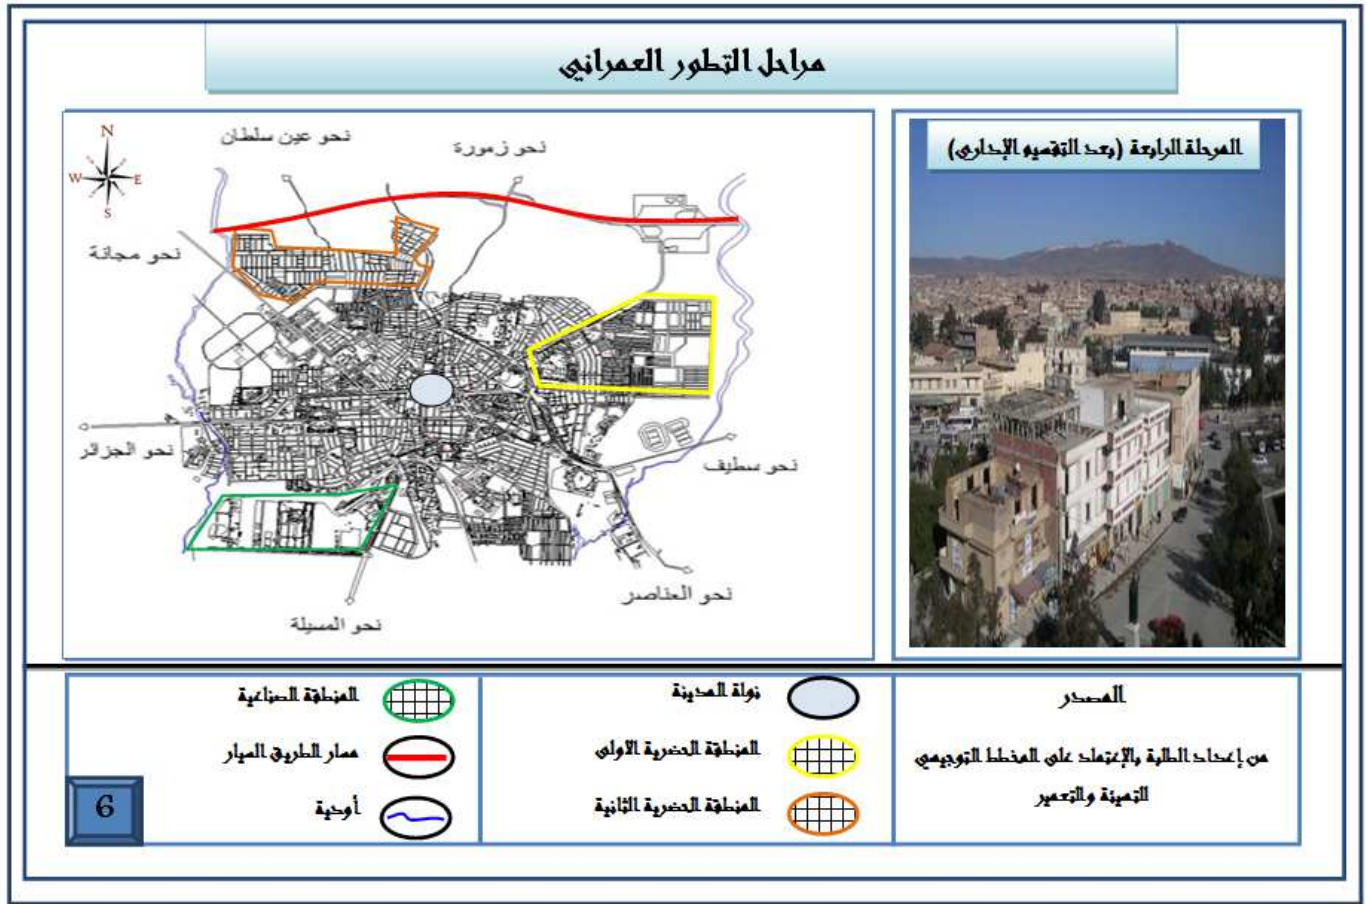 مراحل التطور العمراني
المرحلة الرابعة (بعد التقسيم الإداري)
نحو عين سلطان
نحو زمورة
نحو مجانة
نحو الجزائر
نحو سطيف
نحو العناصر
نحو المسيلة
N
W
E
S
المصدر
من إعداد الطلبة بالإعتماد على المخطط التوجيهي
التهيئة والتعمير
نواة المدينة
المنطقة الحضرية الاولى
المنطقة الحضرية الثانية
المنطقة الصناعية
مسار الطريق السيار
أودية
6